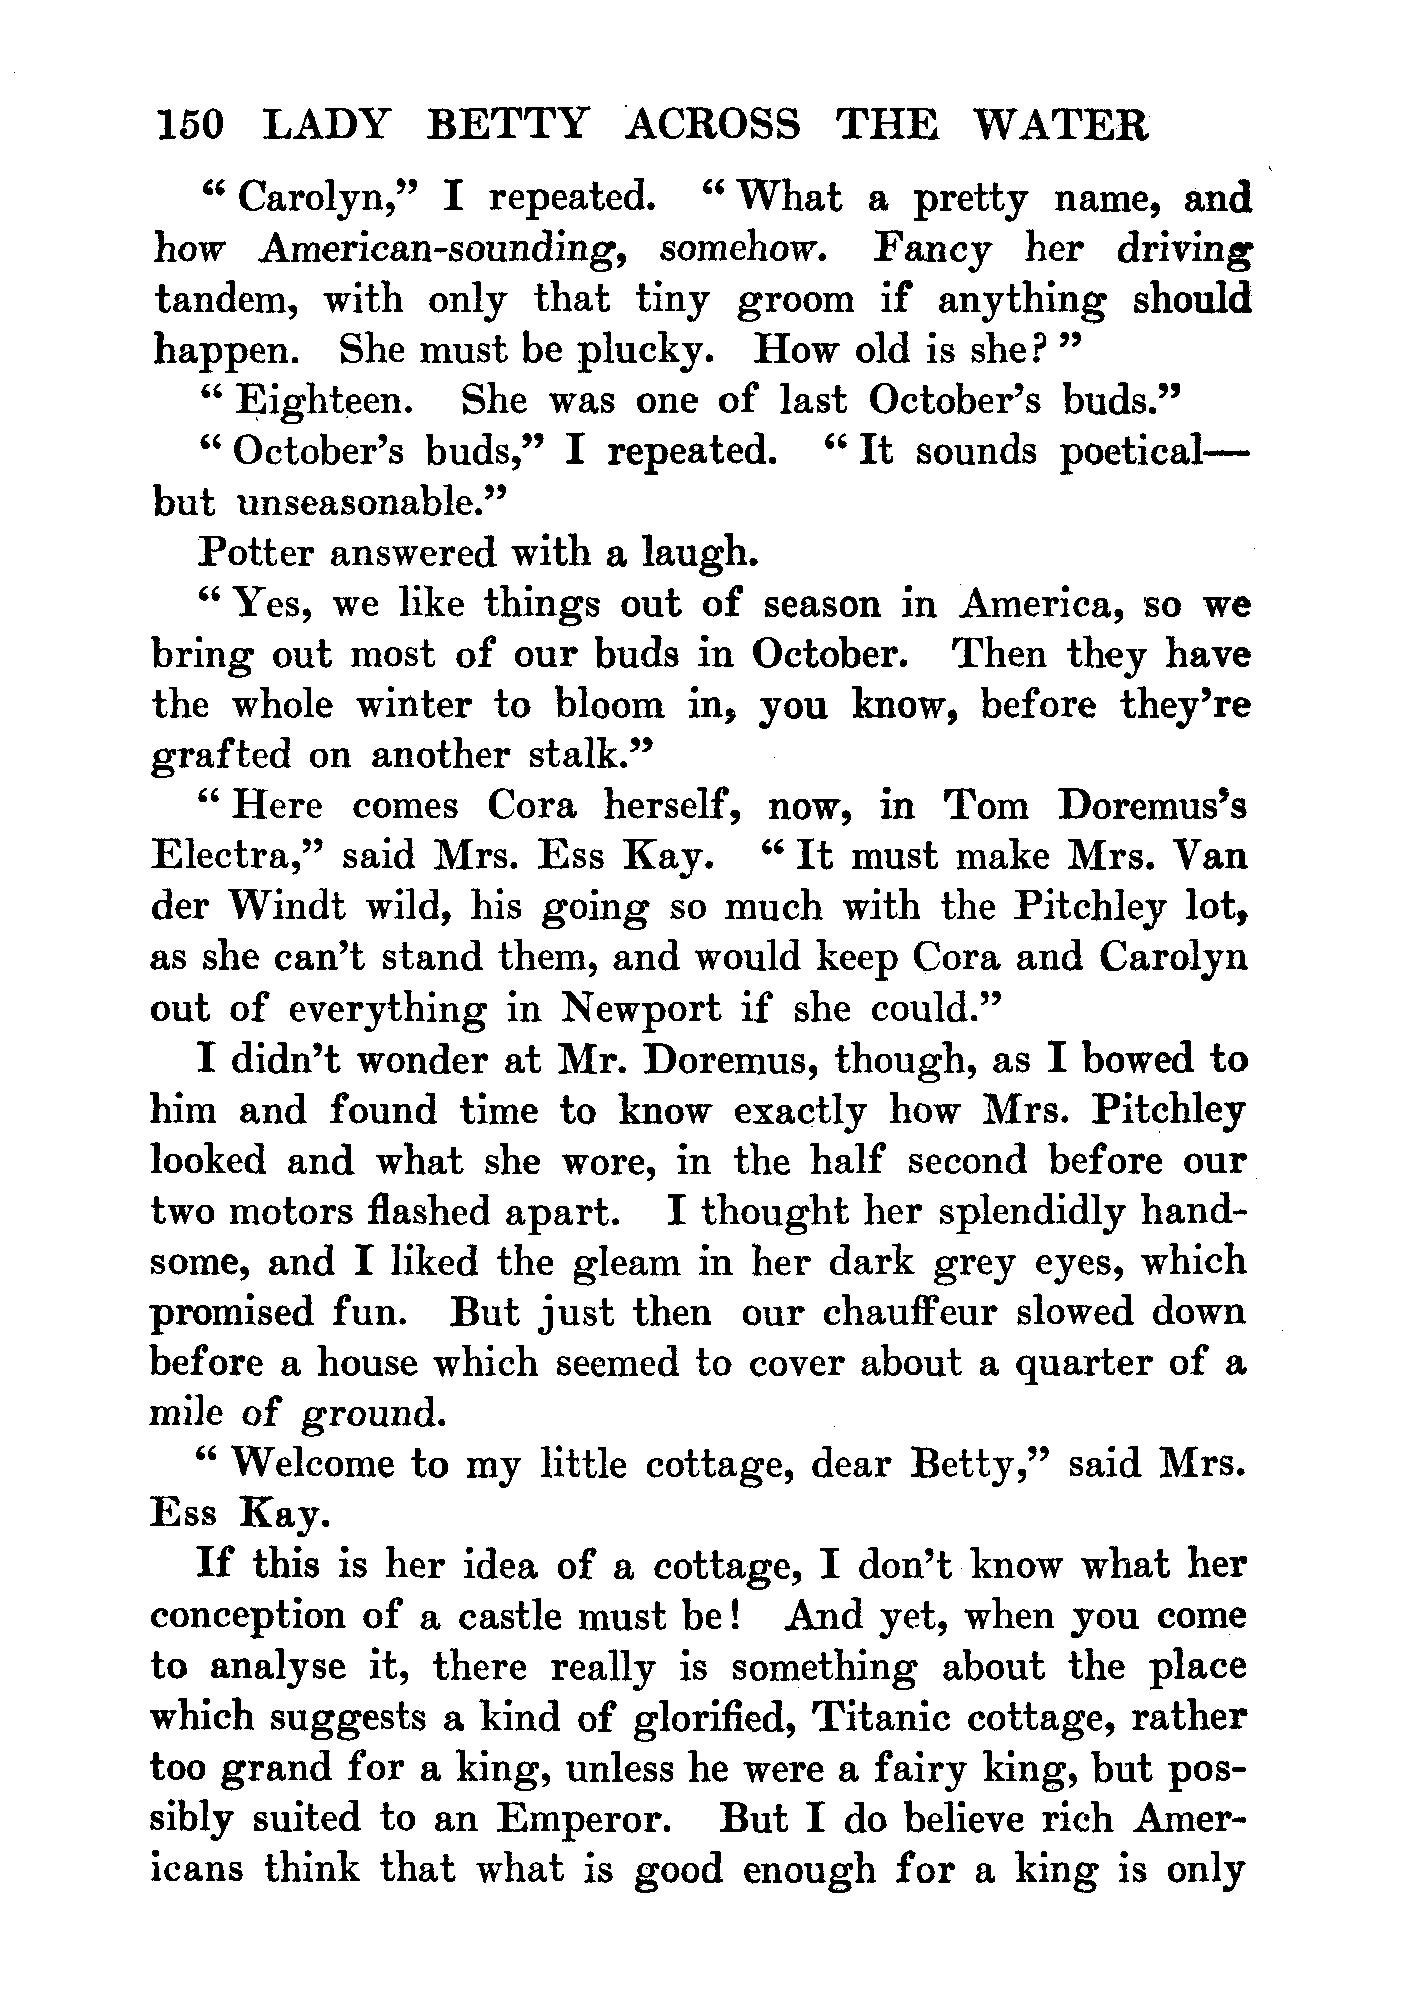 150 LADY BETTY ACROSS THE WATER
“ Carolyn,” I repeated. “ What a pretty name, and
how American-sounding, somehow. Fancy her driving
tandem, with only that tiny groom if anything should
happen. She must be plucky. How old is she? ”
“ Eighteen. She was one of last October’s buds.”
“ October’s buds,” I repeated. “ It sounds poetical—
but unseasonable.”
Potter answered with a laugh.
“ Yes, we like things out of season in America, so we
bring out most of our buds in October. Then they have
the whole winter to bloom in, you know, before they’re
grafted on another stalk.”
“ Here comes Cora herself, now, in Tom Doremus’s
Electra,” said Mrs. Ess Kay. “ It must make Mrs. Van
der Windt wild, his going so much with the Pitchley lot,
as she can’t stand them, and would keep Cora and Carolyn
out of everything in Newport if she could.”
I didn’t wonder at Mr. Doremus, though, as I bowed to
him and found time to know exactly how Mrs. Pitchley
looked and what she wore, in the half second before our
two motors flashed apart. I thought her splendidly hand-
some, and I liked the gleam in her dark grey eyes, which
promised fun. But just then our chauffeur slowed down
before a house which seemed to cover about a quarter of a
mile of ground.
“ Welcome to my little cottage, dear Betty,” said Mrs.
Ess Kay.
If this is her idea of a cottage, I don’t know what her
conception of a castle must be! And yet, when you come
to analyse it, there really is something about the place
which suggests a kind of glorified, Titanic cottage, rather
too grand for a king, unless he were a fairy king, but pos-
sibly suited to an Emperor. But I do believe rich Amer-
icans think that what is good enough for a king is only